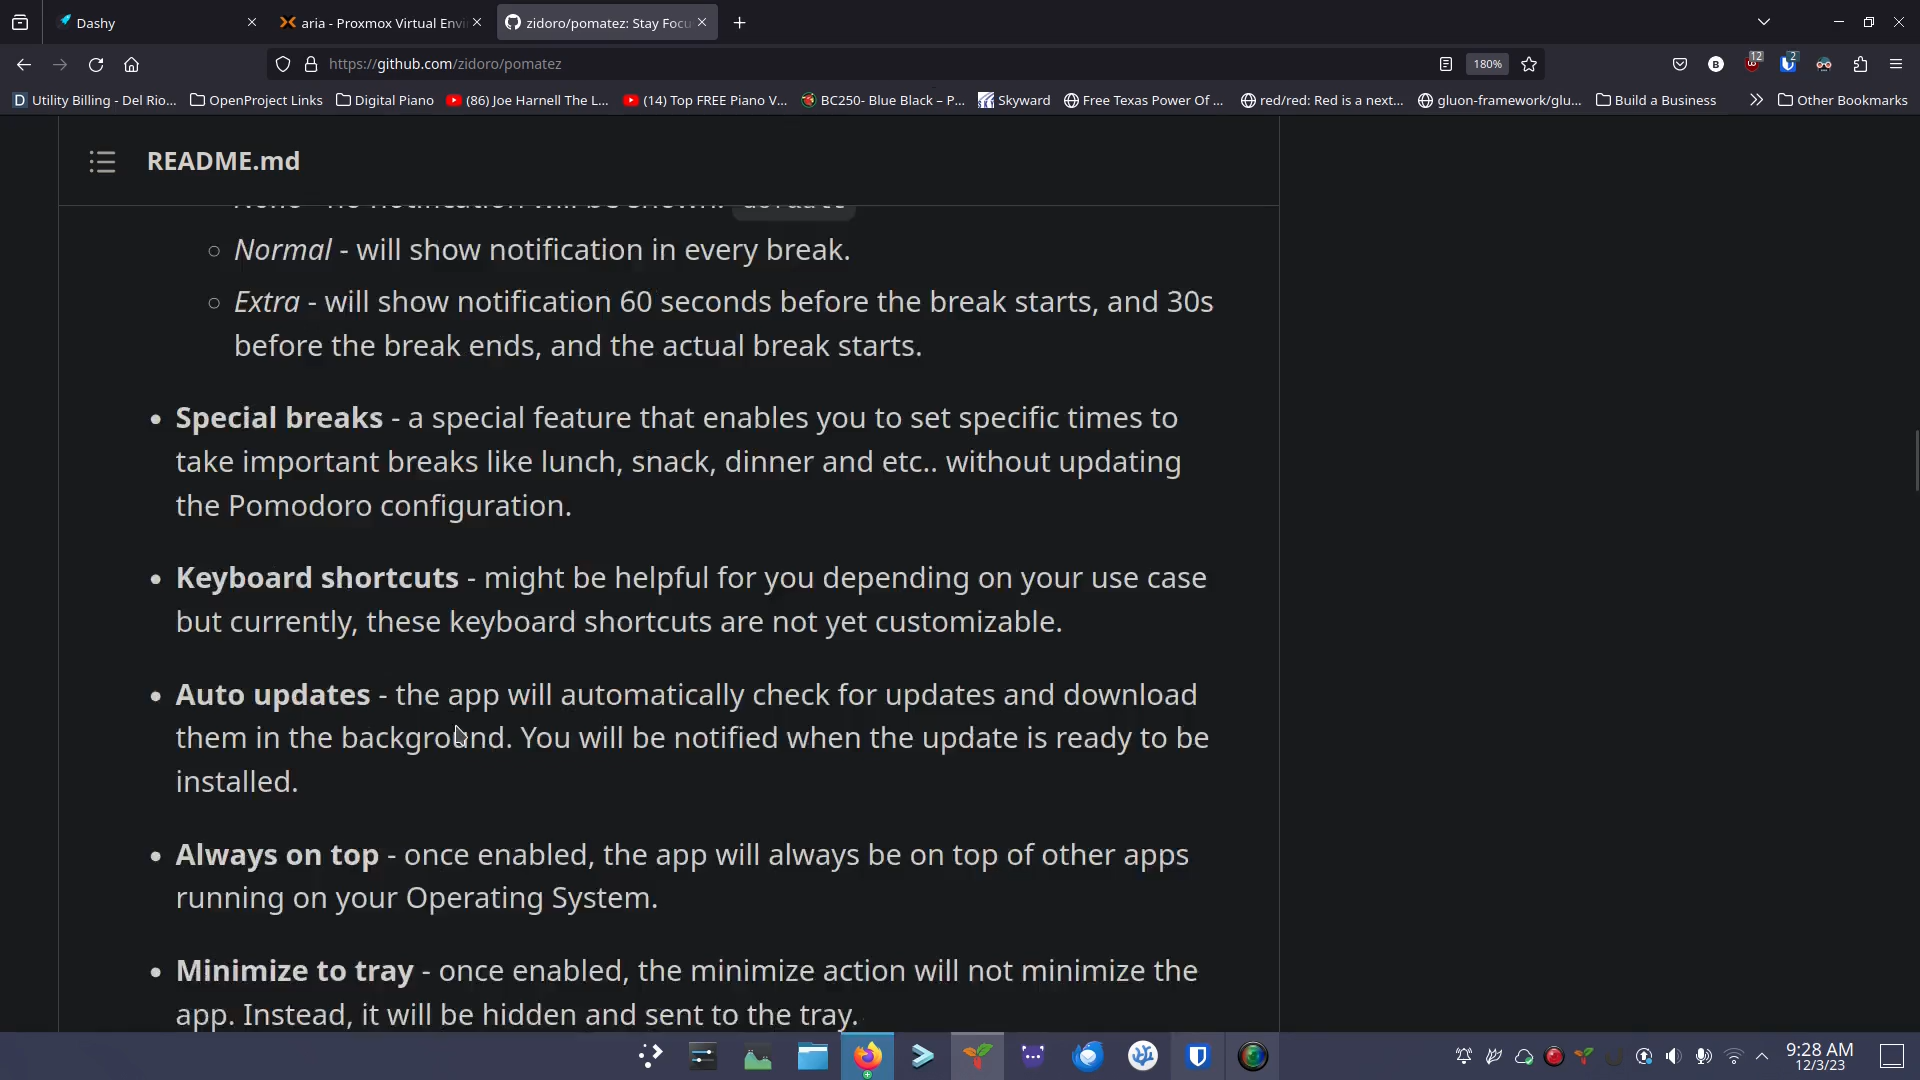 Dashy
aria - Proxmox Virtual Envi
zidoro/pomatez: Stay Focu
https://github.com/zidoro/pomatez
180%
12
2
Utility Billing - Del Rio...
OpenProject Links
Digital Piano
(86) Joe Harnell The L...
(14) Top FREE Piano V...
BC250- Blue Black – P...
Skyward
Free Texas Power Of ...
red/red: Red is a next...
gluon-framework/glu...
Build a Business
Other Bookmarks
README.md
None - no notification will be shown. default
Normal - will show notification in every break.
Extra - will show notification 60 seconds before the break starts, and 30s
before the break ends, and the actual break starts.
Special breaks - a special feature that enables you to set specific times to
take important breaks like lunch, snack, dinner and etc.. without updating
the Pomodoro configuration.
Keyboard shortcuts - might be helpful for you depending on your use case
but currently, these keyboard shortcuts are not yet customizable.
Auto updates - the app will automatically check for updates and download
them in the background. You will be notified when the update is ready to be
installed.
Always on top - once enabled, the app will always be on top of other apps
running on your Operating System.
Minimize to tray - once enabled, the minimize action will not minimize the
app. Instead, it will be hidden and sent to the tray.
9:28 AM
12/3/23